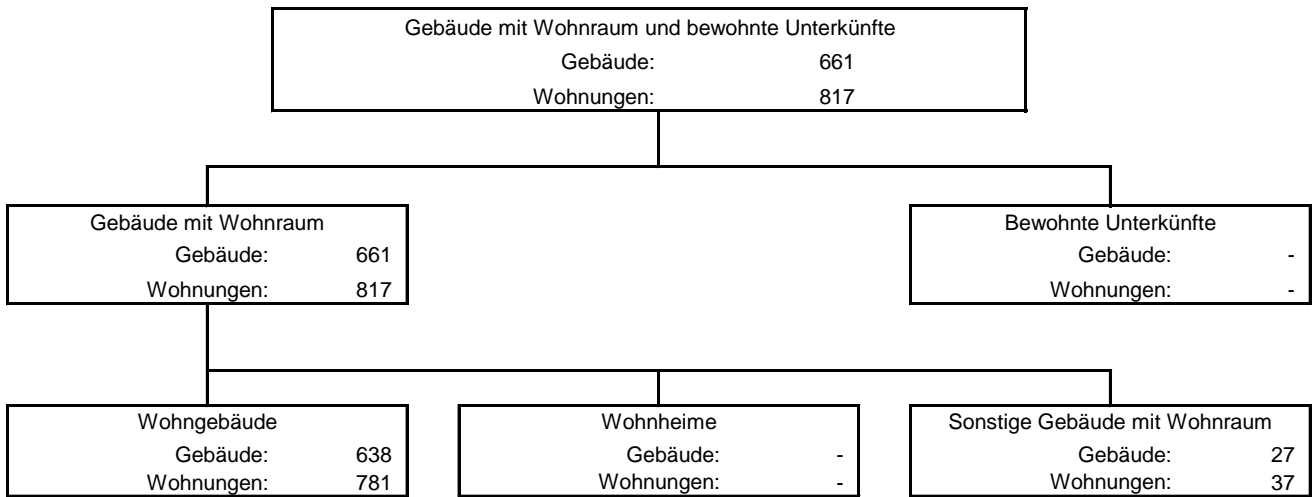 Gebäude mit Wohnraum und bewohnte Unterkünfte
Gebäude: 661
Wohnungen: 817
Gebäude mit Wohnraum
Gebäude: 661
Wohnungen: 817
Bewohnte Unterkünfte
Gebäude: -
Wohnungen: -
Wohngebäude
Gebäude: 638
Wohnungen: 781
Wohnheime
Gebäude: -
Wohnungen: -
Sonstige Gebäude mit Wohnraum
Gebäude: 27
Wohnungen: 37